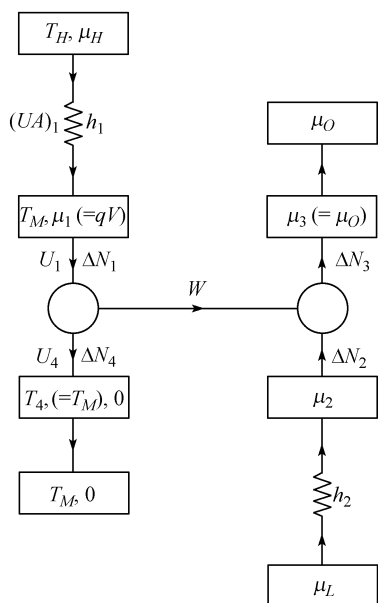 T_H, μ_H
(UA)_1 h_1
T_M, μ_1 (=qV)
U_1 ΔN_1
U_4 ΔN_4
T_4, (=T_M), 0
T_M, 0
W
μ_O
μ_3 (= μ_O)
ΔN_3
ΔN_2
μ_2
h_2
μ_L